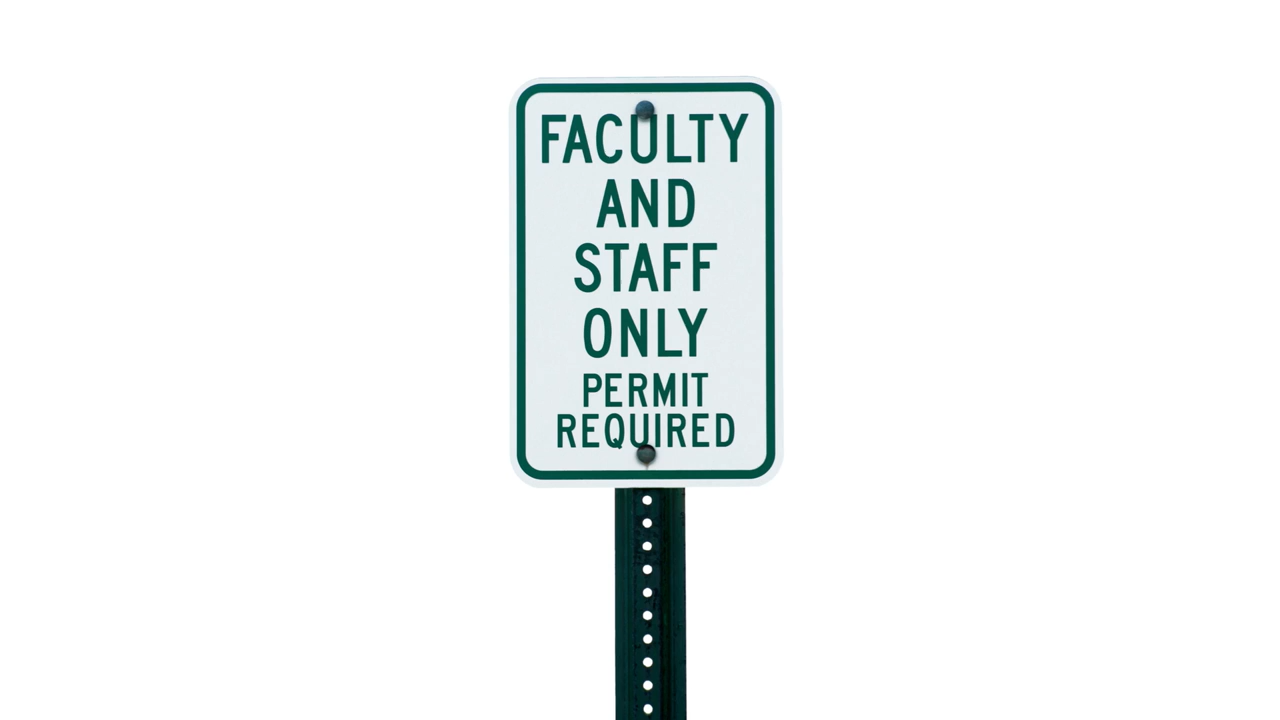 FACULTY
AND
STAFF
ONLY
PERMIT
REQUIRED